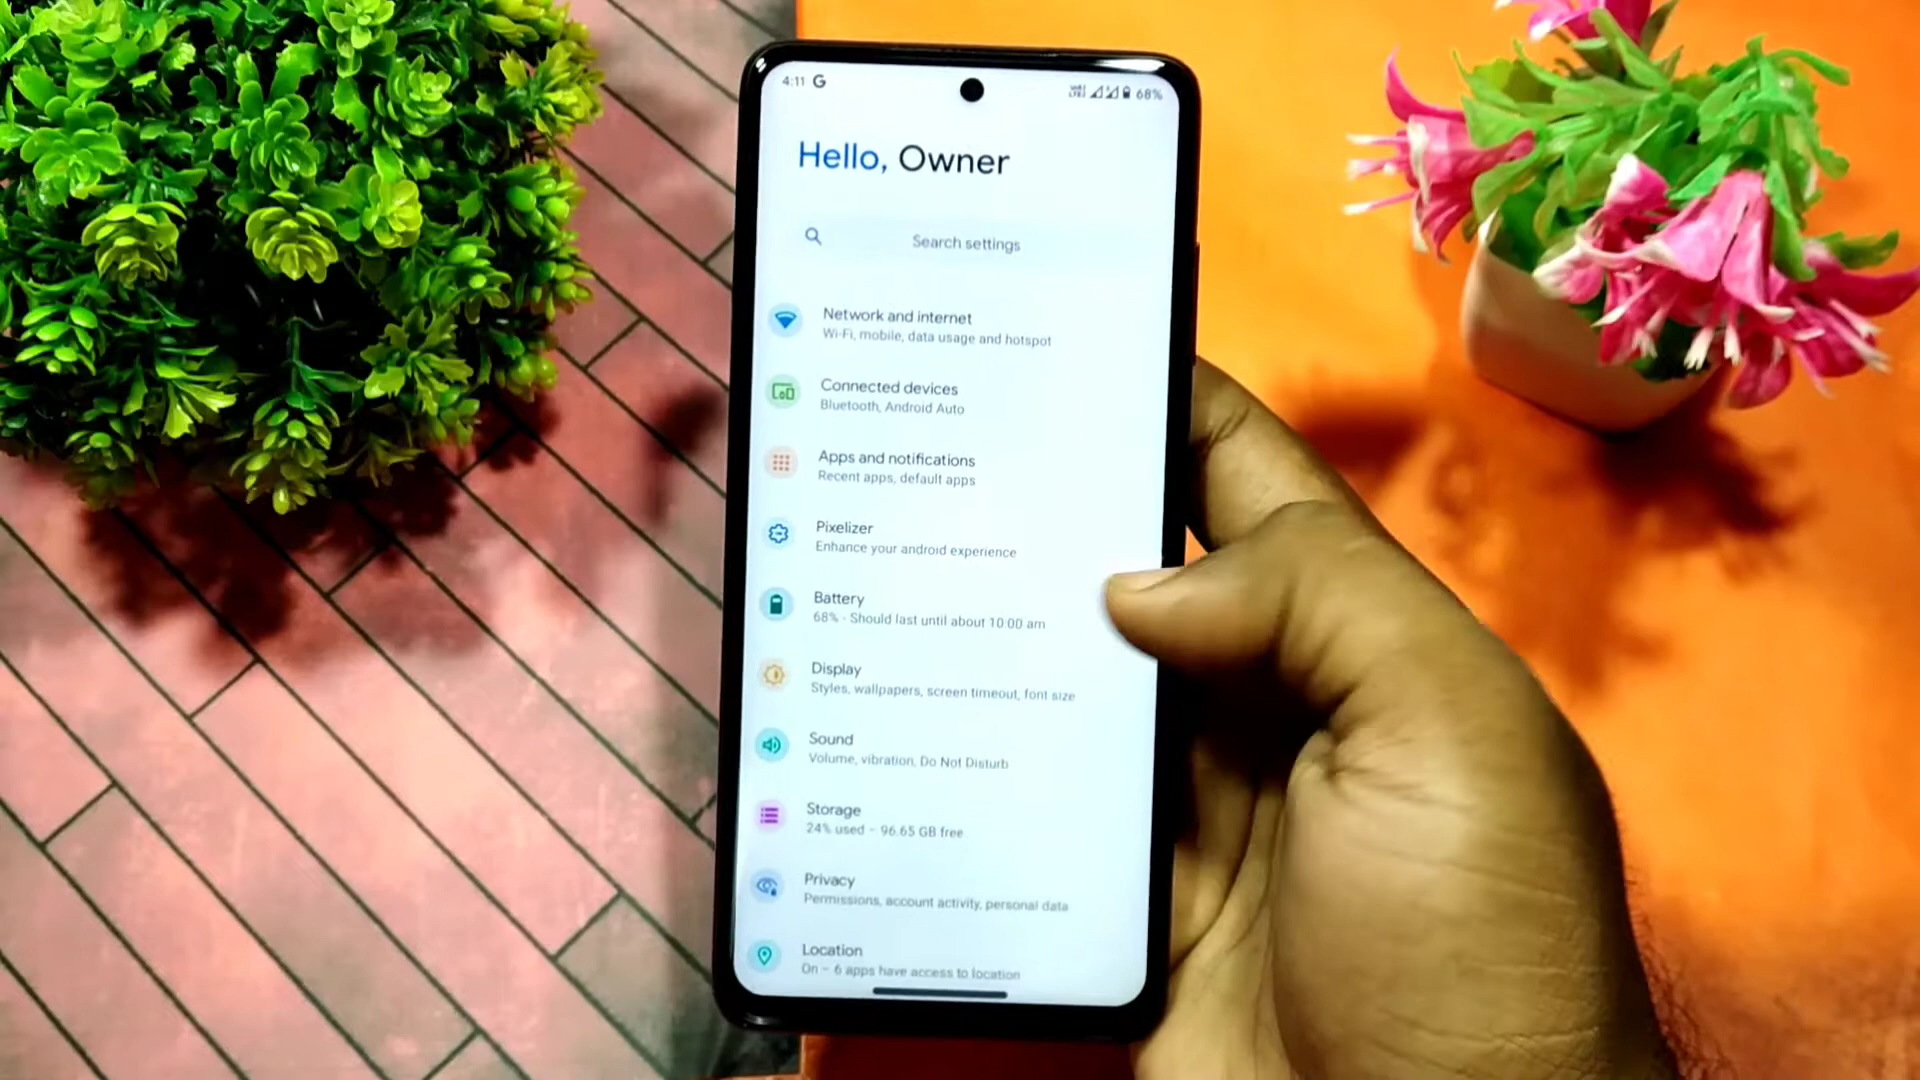 4:11 G
68%
Hello, Owner
Search settings
Network and internet
Wi-Fi, mobile, data usage and hotspot
Connected devices
Bluetooth, Android Auto
Apps and notifications
Recent apps, default apps
Pixelizer
Enhance your android experience
Battery
68% - Should last until about 10:00 am
Display
Styles, wallpapers, screen timeout, font size
Sound
Volume, vibration, Do Not Disturb
Storage
24% used - 96.65 GB free
Privacy
Permissions, account activity, personal data
Location
On - 6 apps have access to location